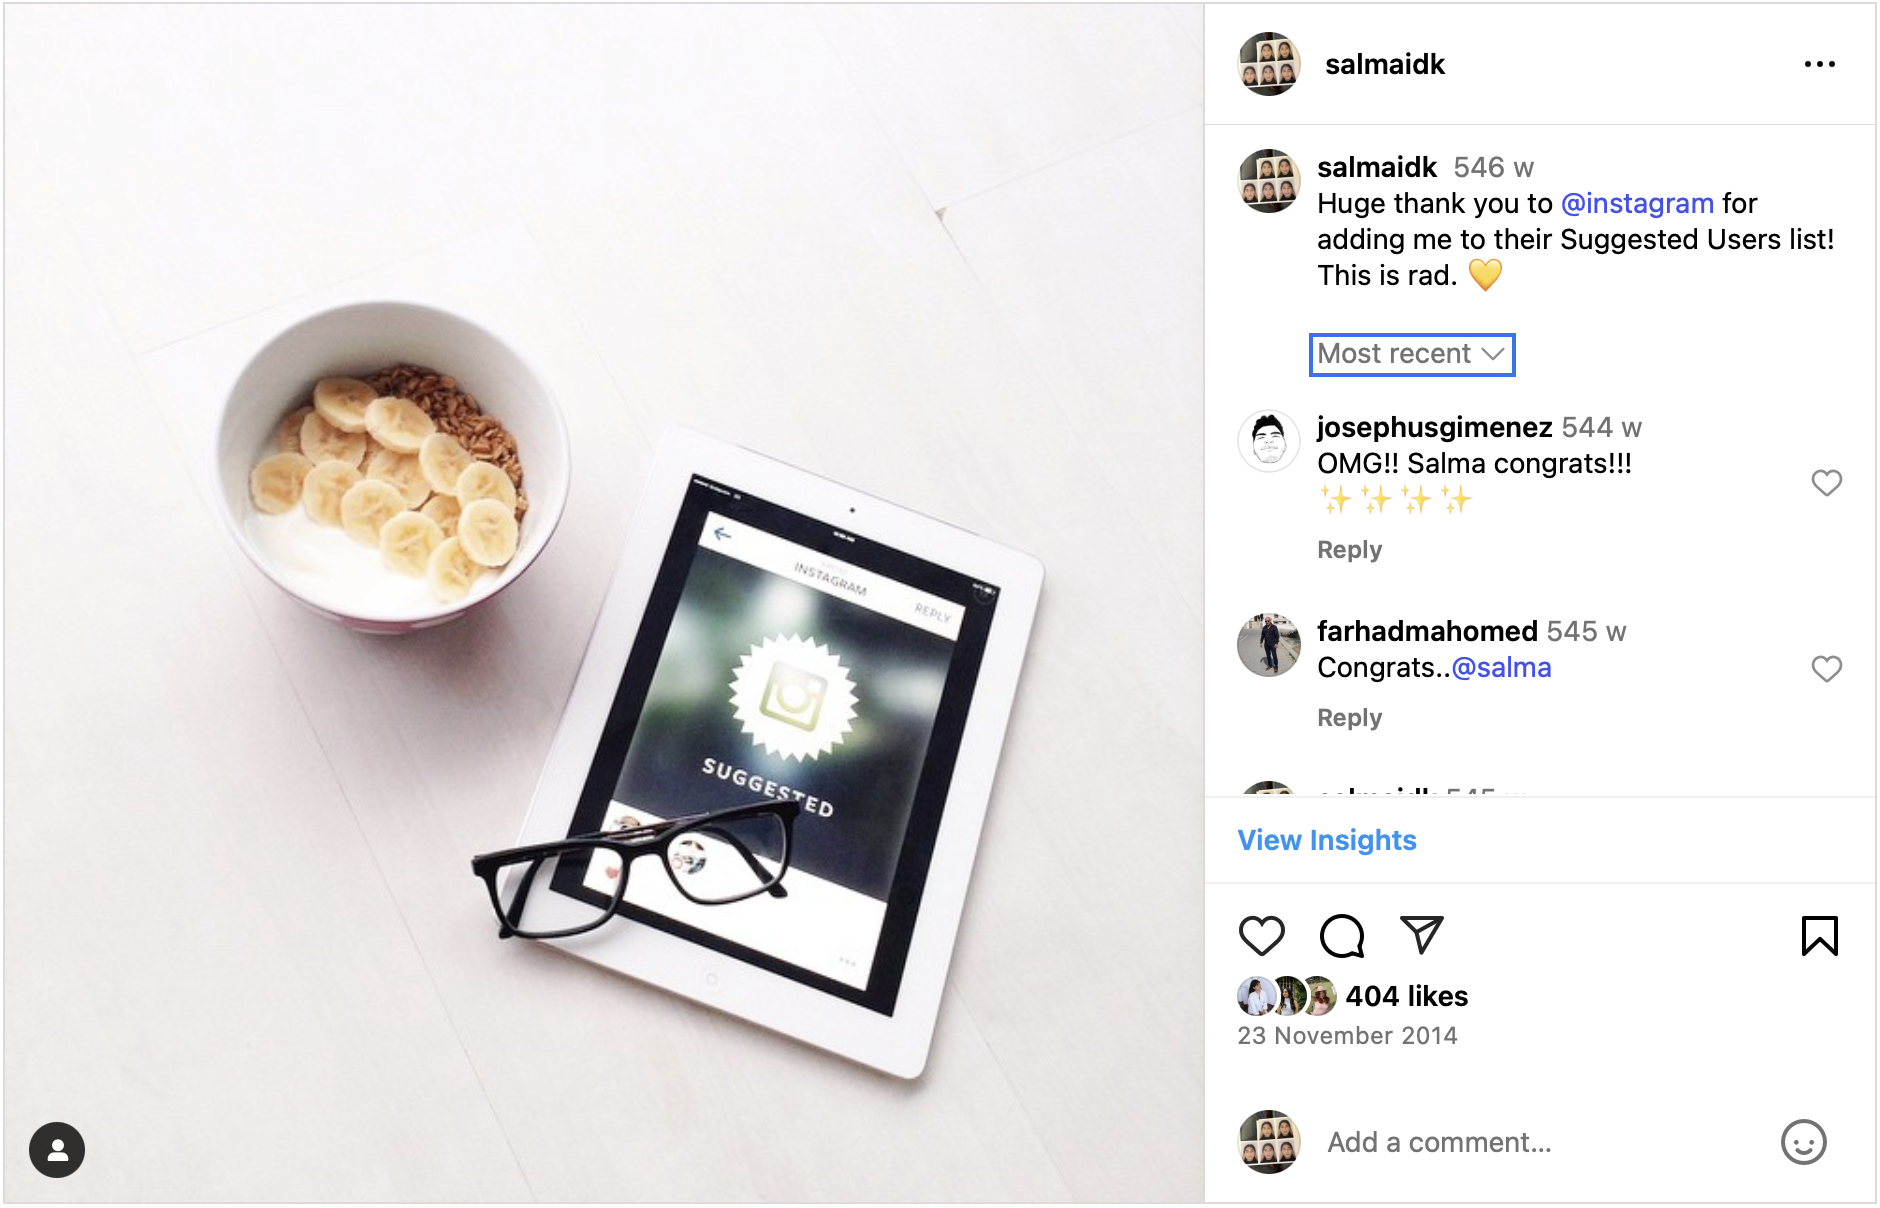 INSTAGRAM
REPLY
SUGGESTED
salmaidk
salmaidk 546 w
Huge thank you to @instagram for
adding me to their Suggested Users list!
This is rad. 💛
Most recent
josephusgimenez 544 w
OMG!! Salma congrats!!!
✨✨✨✨
Reply
farhadmahomed 545 w
Congrats..@salma
Reply
View Insights
404 likes
23 November 2014
Add a comment...